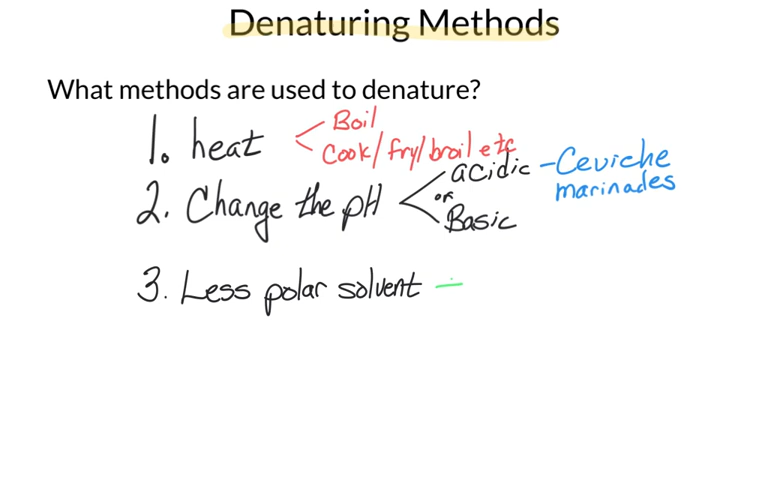 Denaturing Methods
What methods are used to denature?
1. heat < Boil
Cook/fry/broil etc
2. Change the pH < acidic - Ceviche
or marinades
Basic
3. Less polar solvent -